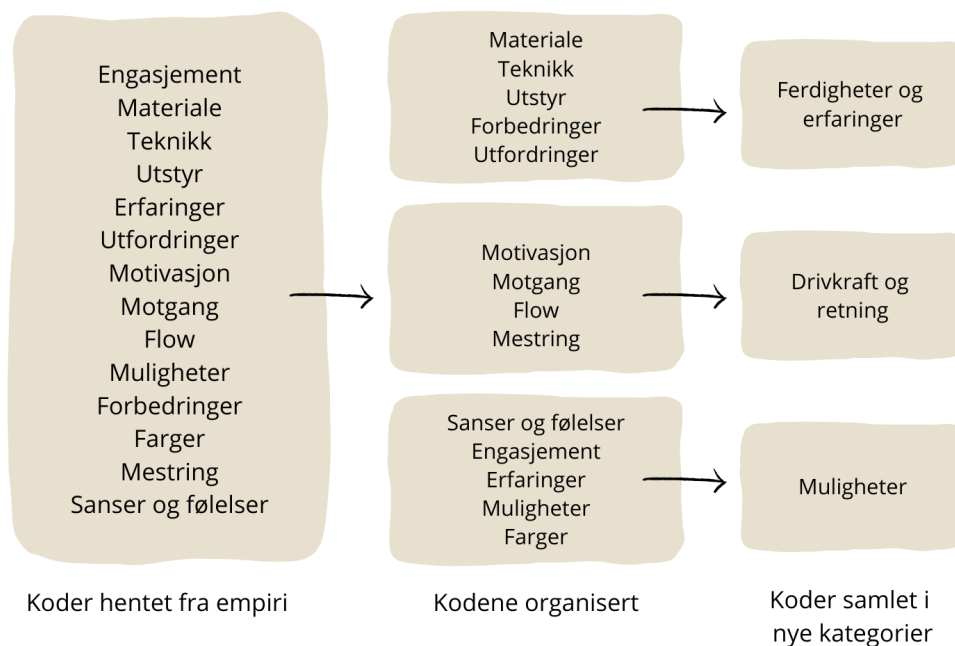 Engasjement
Materiale
Teknikk
Utstyr
Erfaringer
Utfordringer
Motivasjon
Motgang
Flow
Muligheter
Forbedringer
Farger
Mestring
Sanser og følelser
Koder hentet fra empiri
Materiale
Teknikk
Utstyr
Forbedringer
Utfordringer
Motivasjon
Motgang
Flow
Mestring
Sanser og følelser
Engasjement
Erfaringer
Muligheter
Farger
Kodene organisert
Ferdigheter og
erfaringer
Drivkraft og
retning
Muligheter
Koder samlet i
nye kategorier